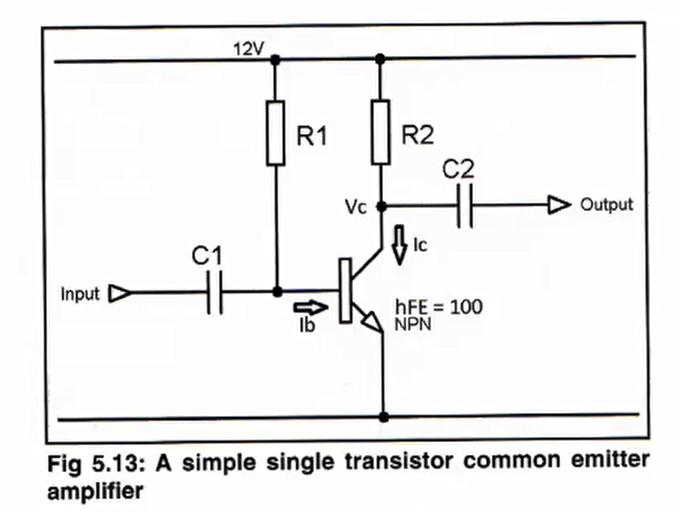 12V
R1
R2
C2
Vc
Output
Ic
C1
Input
Ib
hFE = 100
NPN
Fig 5.13: A simple single transistor common emitter
amplifier